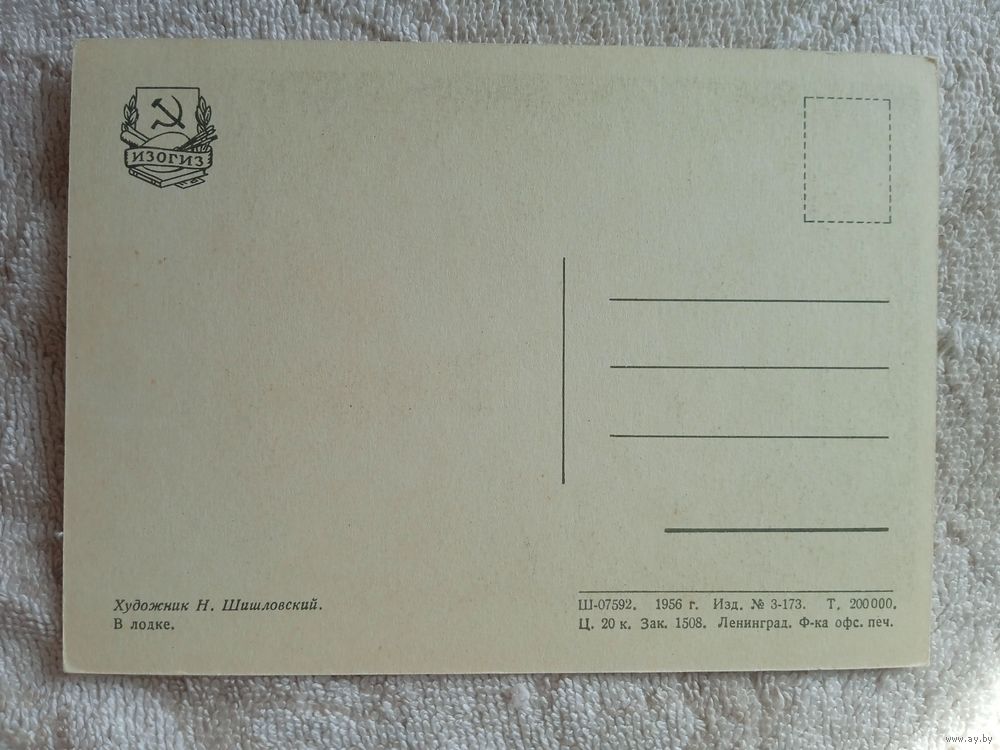 ИЗОГИЗ
Художник Н. Шишловский.
В лодке.
Ш-07592. 1956 г. Изд. № 3-173. Т. 200000.
Ц. 20 к. Зак. 1508. Ленинград. Ф-ка офс. печ.
www.ay.by